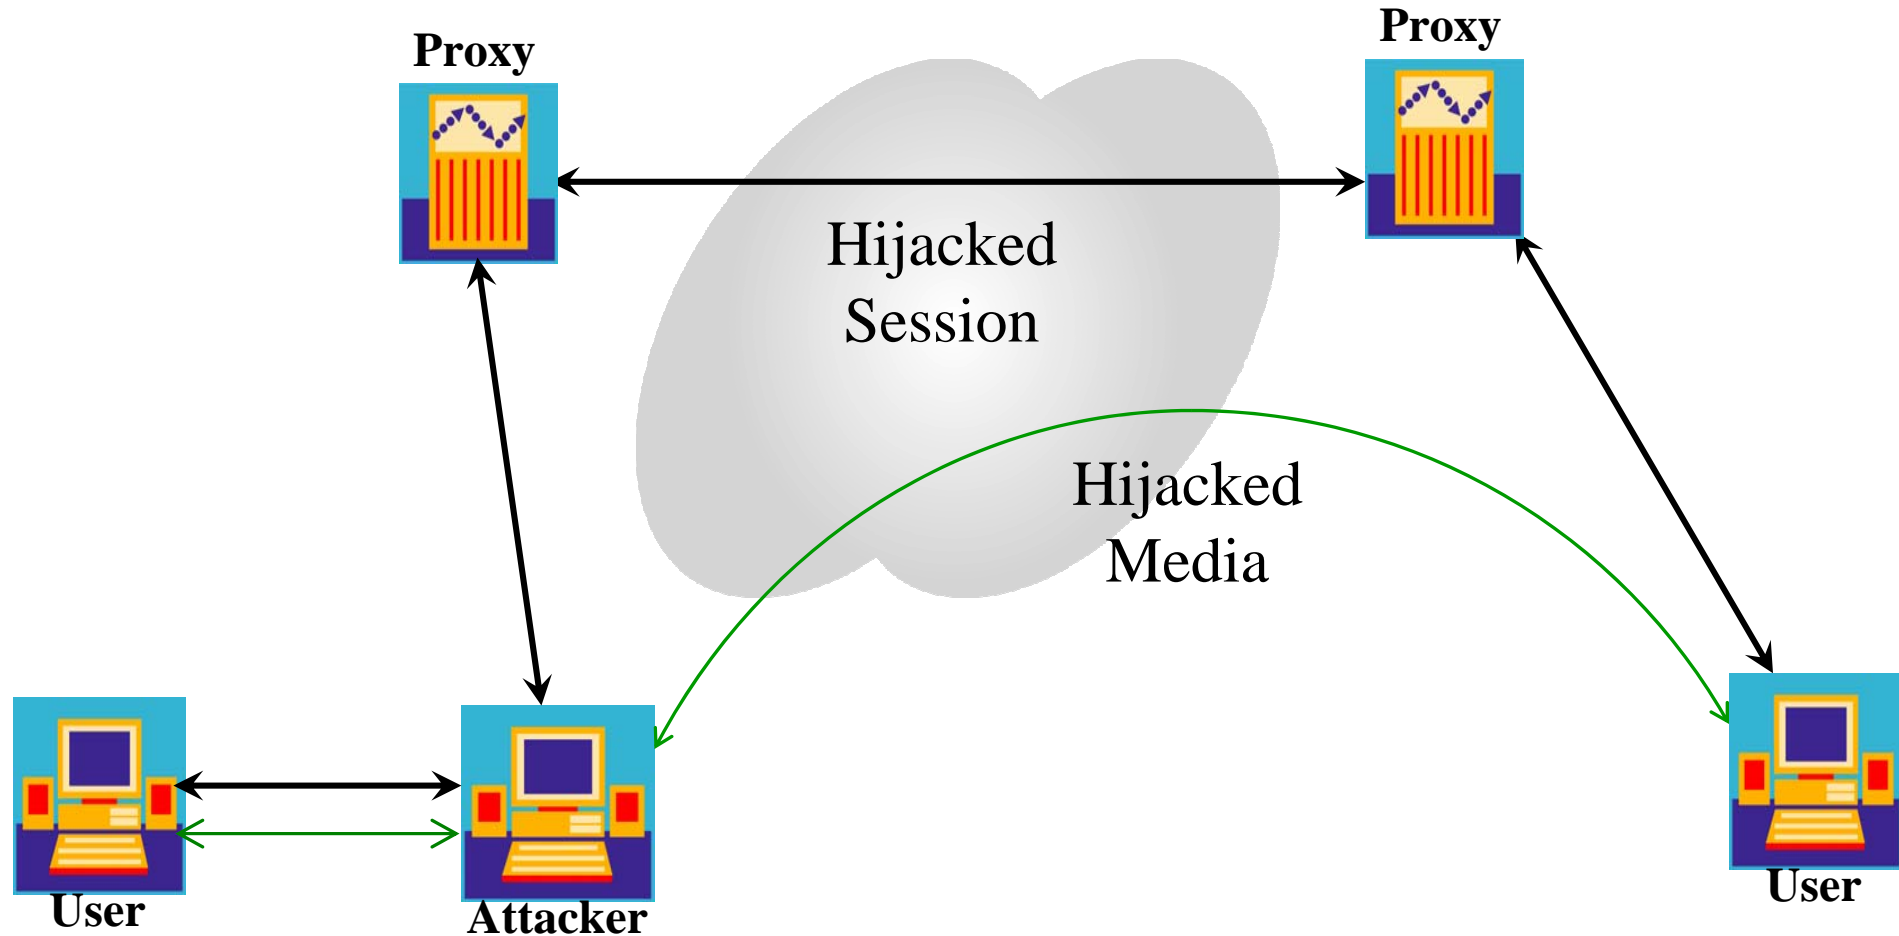 Proxy
Proxy
Hijacked
Session
Hijacked
Media
User
Attacker
User